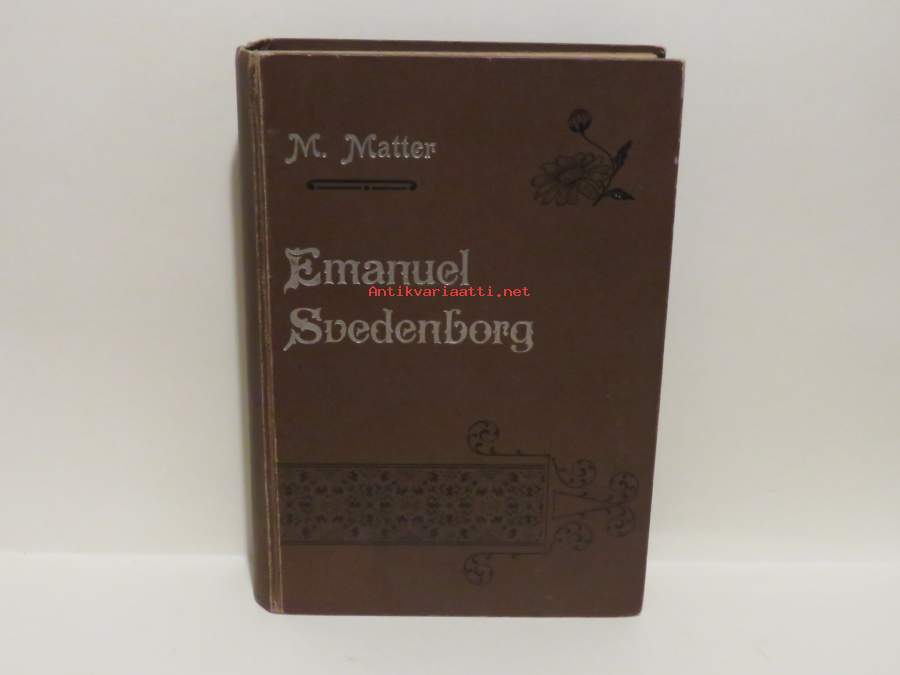 M. Matter
Emanuel
Antikvariaatti.net
Svedenborg